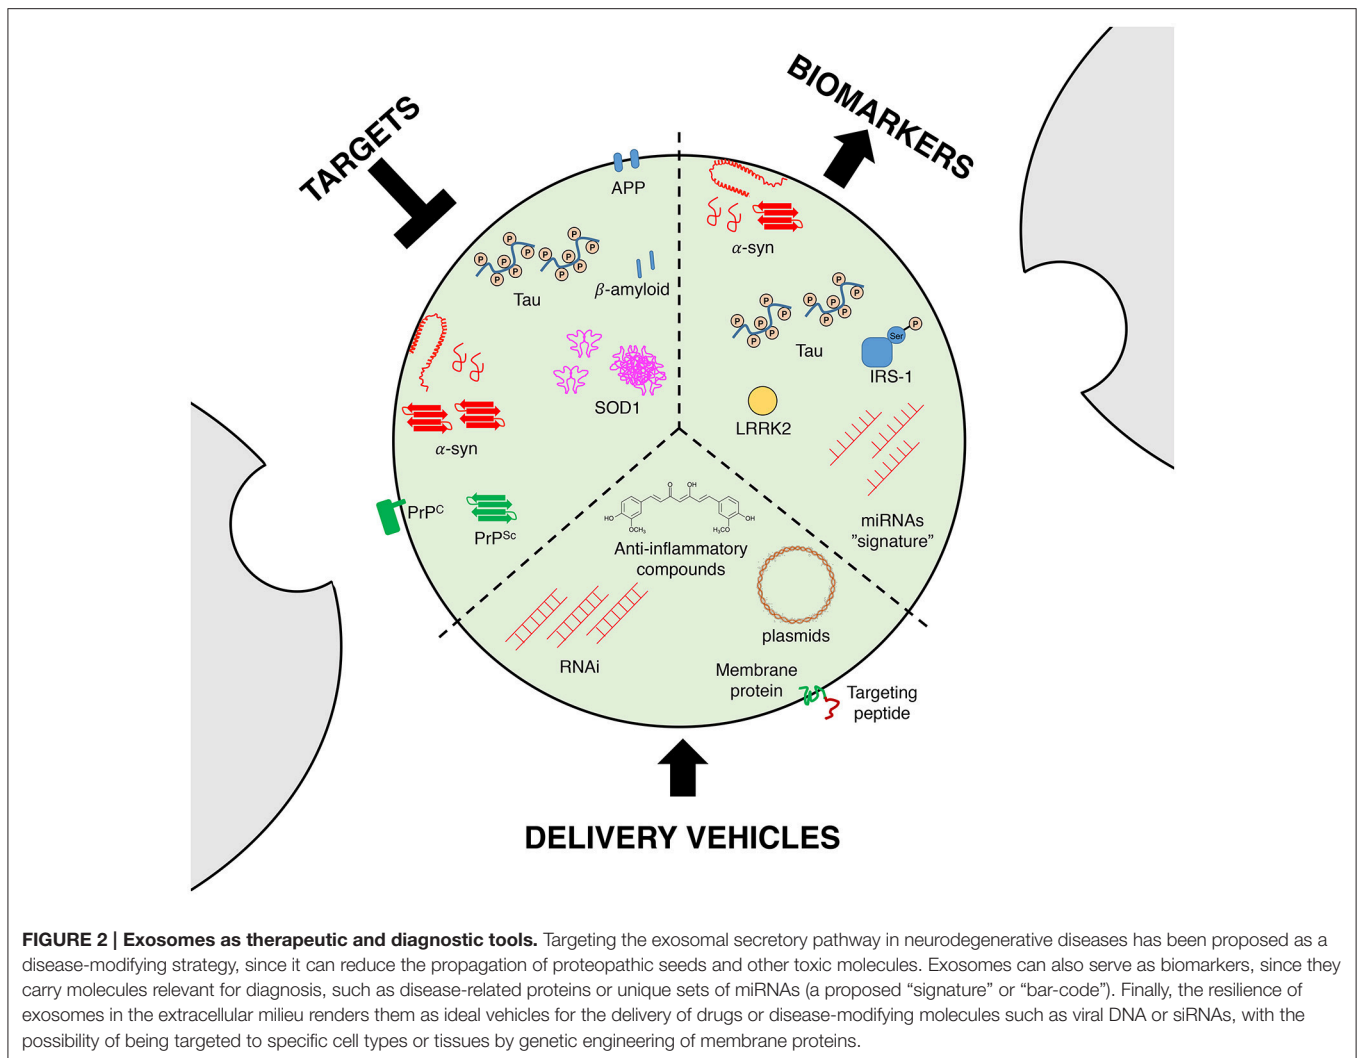 TARGETS
BIOMARKERS
APP
P P P P P P P P P P
Tau
β-amyloid
α-syn
SOD1
PrPᶜ
PrPˢᶜ
α-syn
P P P P P P P P P P
Tau
Ser
P
IRS-1
LRRK2
miRNAs
”signature”
O OH
HO OCH₃ H₃CO OH
Anti-inflammatory
compounds
plasmids
RNAi
Membrane
protein
Targeting
peptide
DELIVERY VEHICLES
FIGURE 2 | Exosomes as therapeutic and diagnostic tools. Targeting the exosomal secretory pathway in neurodegenerative diseases has been proposed as a
disease-modifying strategy, since it can reduce the propagation of proteopathic seeds and other toxic molecules. Exosomes can also serve as biomarkers, since they
carry molecules relevant for diagnosis, such as disease-related proteins or unique sets of miRNAs (a proposed “signature” or “bar-code”). Finally, the resilience of
exosomes in the extracellular milieu renders them as ideal vehicles for the delivery of drugs or disease-modifying molecules such as viral DNA or siRNAs, with the
possibility of being targeted to specific cell types or tissues by genetic engineering of membrane proteins.